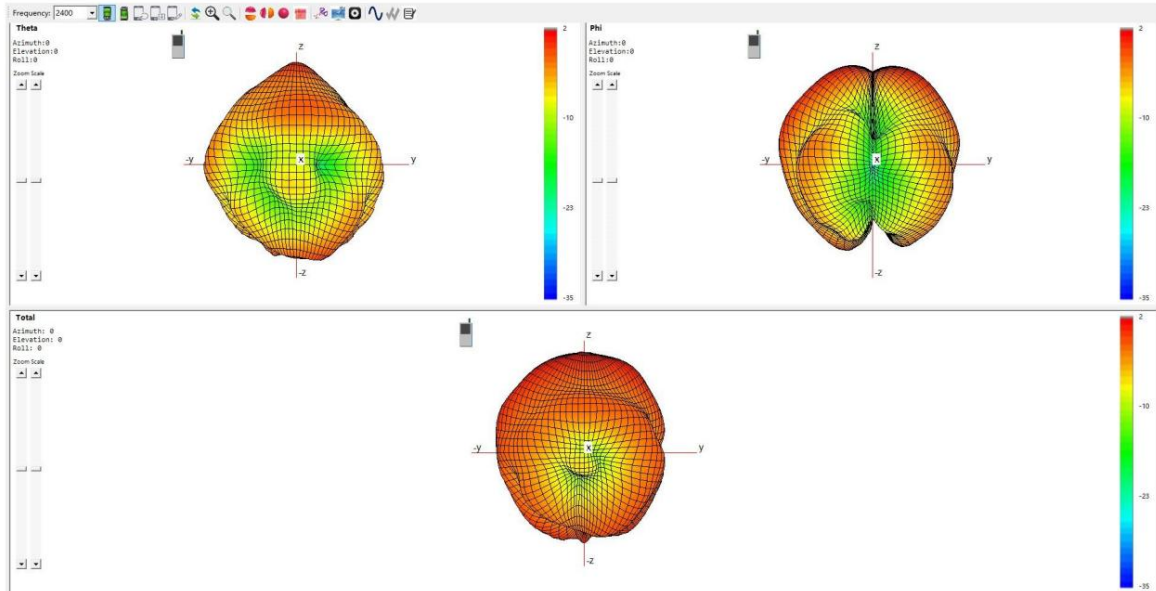 Frequency: 2400
Theta
Azimuth:0
Elevation:0
Roll:0
Zoom Scale
z
-y
x
y
-z
2
-10
-23
-35
Phi
Azimuth:0
Elevation:0
Roll:0
Zoom Scale
z
-y
x
y
-z
2
-10
-23
-35
Total
Azimuth: 0
Elevation: 0
Roll: 0
Zoom Scale
z
-y
x
y
-z
2
-10
-23
-35